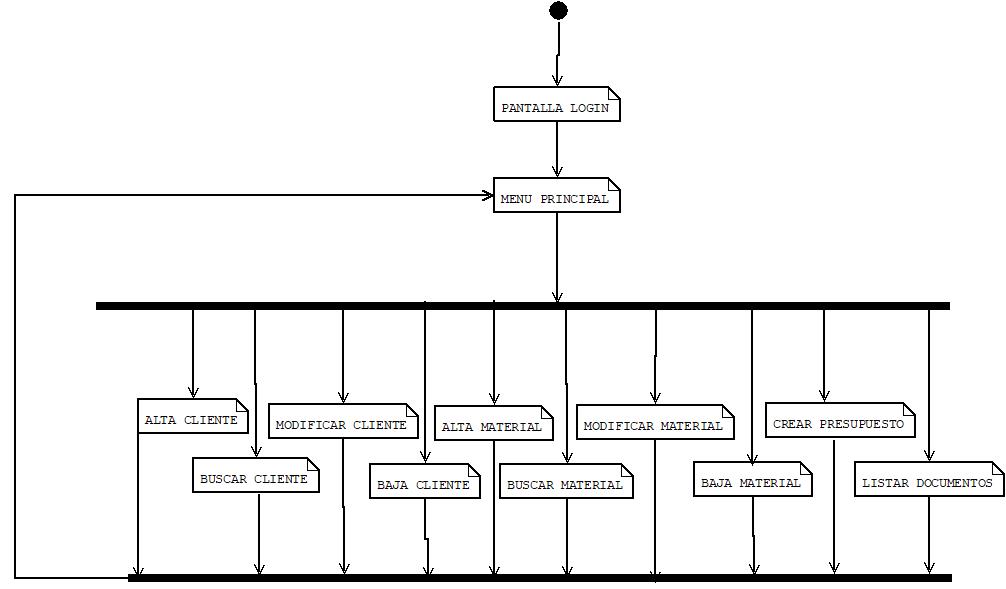 PANTALLA LOGIN
MENU PRINCIPAL
ALTA CLIENTE
BUSCAR CLIENTE
MODIFICAR CLIENTE
BAJA CLIENTE
ALTA MATERIAL
BUSCAR MATERIAL
MODIFICAR MATERIAL
BAJA MATERIAL
CREAR PRESUPUESTO
LISTAR DOCUMENTOS